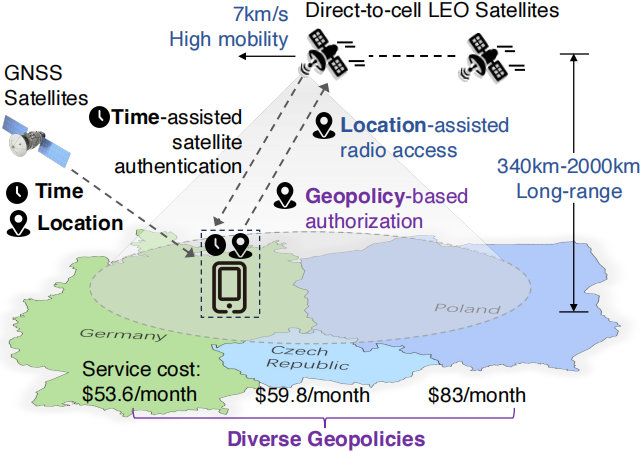 7km/s
High mobility
Direct-to-cell LEO Satellites
GNSS
Satellites
Time-assisted
satellite
authentication
Location-assisted
radio access
340km-2000km
Long-range
Time
Location
Geopolicy-based
authorization
Germany
Poland
Czech
Republic
Service cost:
$53.6/month
$59.8/month
$83/month
Diverse Geopolicies